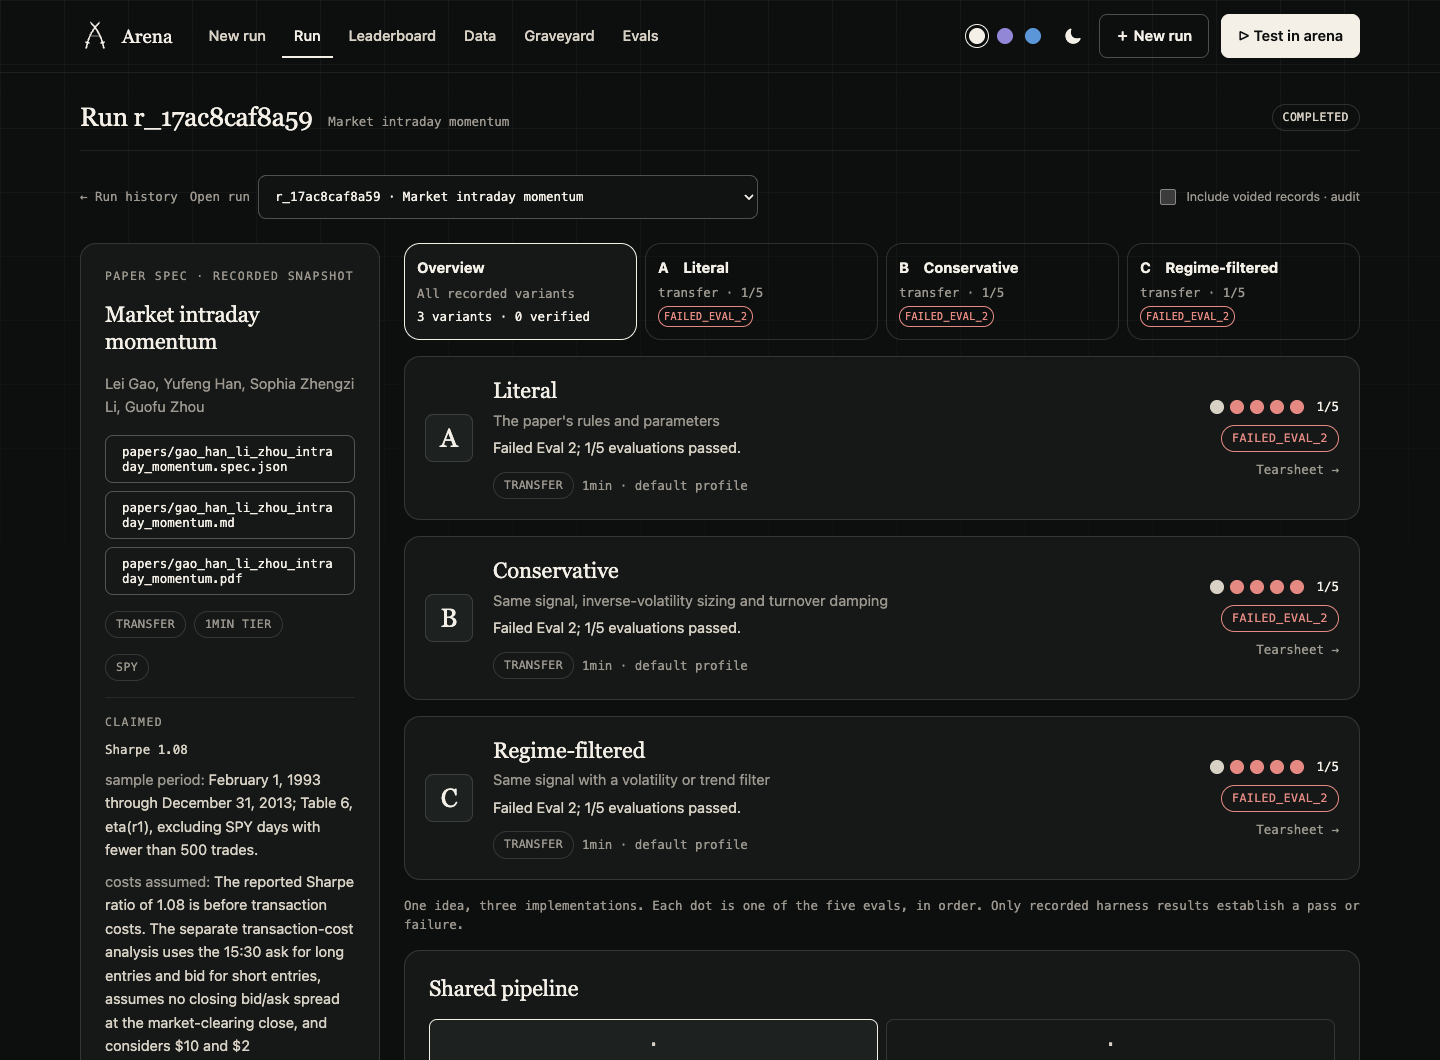 Arena
New run
Run
Leaderboard
Data
Graveyard
Evals
+ New run
Test in arena
Run r_17ac8caf8a59
Market intraday momentum
COMPLETED
← Run history
Open run
r_17ac8caf8a59 · Market intraday momentum
Include voided records · audit
PAPER SPEC · RECORDED SNAPSHOT
Market intraday
momentum
Lei Gao, Yufeng Han, Sophia Zhengzi
Li, Guofu Zhou
papers/gao_han_li_zhou_intra
day_momentum.spec.json
papers/gao_han_li_zhou_intra
day_momentum.md
papers/gao_han_li_zhou_intra
day_momentum.pdf
TRANSFER
1MIN TIER
SPY
CLAIMED
Sharpe 1.08
sample period: February 1, 1993
through December 31, 2013; Table 6,
eta(r1), excluding SPY days with
fewer than 500 trades.
costs assumed: The reported Sharpe
ratio of 1.08 is before transaction
costs. The separate transaction-cost
analysis uses the 15:30 ask for long
entries and bid for short entries,
assumes no closing bid/ask spread
at the market-clearing close, and
considers $10 and $2
Overview
All recorded variants
3 variants · 0 verified
A Literal
transfer · 1/5
FAILED_EVAL_2
B Conservative
transfer · 1/5
FAILED_EVAL_2
C Regime-filtered
transfer · 1/5
FAILED_EVAL_2
A
Literal
The paper's rules and parameters
Failed Eval 2; 1/5 evaluations passed.
TRANSFER 1min · default profile
1/5
FAILED_EVAL_2
Tearsheet →
B
Conservative
Same signal, inverse-volatility sizing and turnover damping
Failed Eval 2; 1/5 evaluations passed.
TRANSFER 1min · default profile
1/5
FAILED_EVAL_2
Tearsheet →
C
Regime-filtered
Same signal with a volatility or trend filter
Failed Eval 2; 1/5 evaluations passed.
TRANSFER 1min · default profile
1/5
FAILED_EVAL_2
Tearsheet →
One idea, three implementations. Each dot is one of the five evals, in order. Only recorded harness results establish a pass or
failure.
Shared pipeline